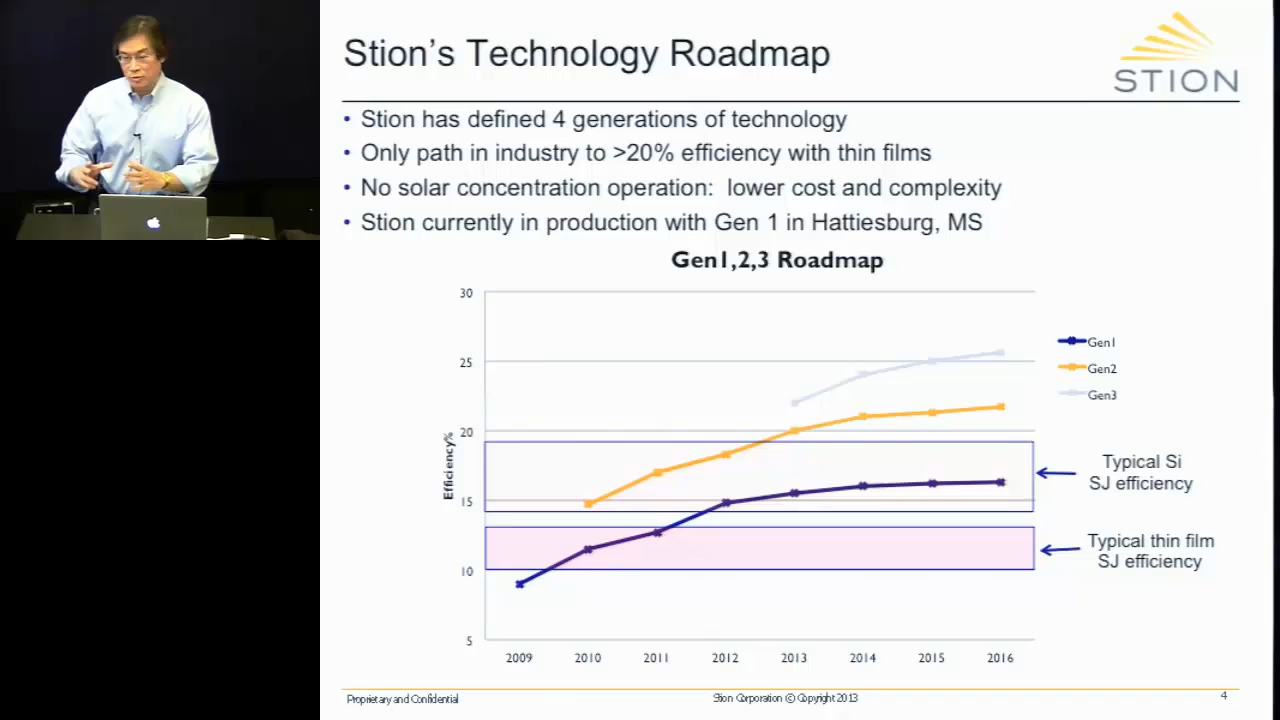 Stion's Technology Roadmap
STION
• Stion has defined 4 generations of technology
• Only path in industry to >20% efficiency with thin films
• No solar concentration operation: lower cost and complexity
• Stion currently in production with Gen 1 in Hattiesburg, MS
Gen1,2,3 Roadmap
30
25
20
15
10
5
Efficiency%
2009 2010 2011 2012 2013 2014 2015 2016
Gen1
Gen2
Gen3
Typical Si
SJ efficiency
Typical thin film
SJ efficiency
Proprietary and Confidential
Stion Corporation © Copyright 2013
4